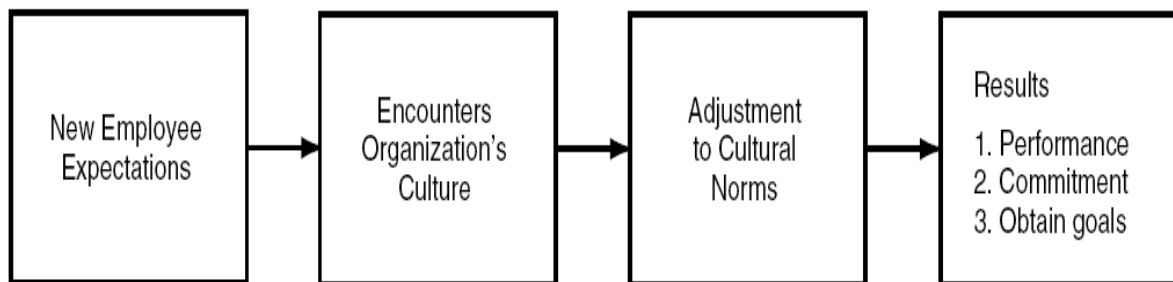 New Employee
Expectations
Encounters
Organization's
Culture
Adjustment
to Cultural
Norms
Results
1. Performance
2. Commitment
3. Obtain goals